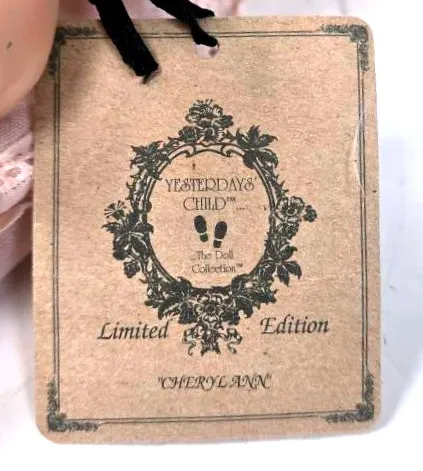 YESTERDAYS'
CHILD™...
...The Doll
Collection™
Limited Edition
"CHERYL ANN"